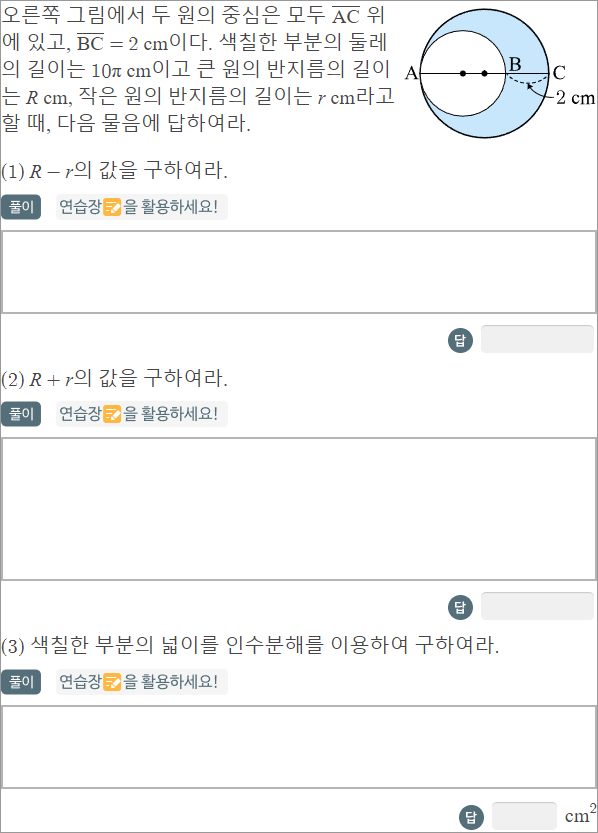 오른쪽 그림에서 두 원의 중심은 모두 AC 위
에 있고, BC = 2 cm이다. 색칠한 부분의 둘레
의 길이는 10π cm이고 큰 원의 반지름의 길이
는 R cm, 작은 원의 반지름의 길이는 r cm라고
할 때, 다음 물음에 답하여라.
A
B
C
2 cm
(1) R − r의 값을 구하여라.
풀이 연습장을 활용하세요!
답
(2) R + r의 값을 구하여라.
풀이 연습장을 활용하세요!
답
(3) 색칠한 부분의 넓이를 인수분해를 이용하여 구하여라.
풀이 연습장을 활용하세요!
답 cm²